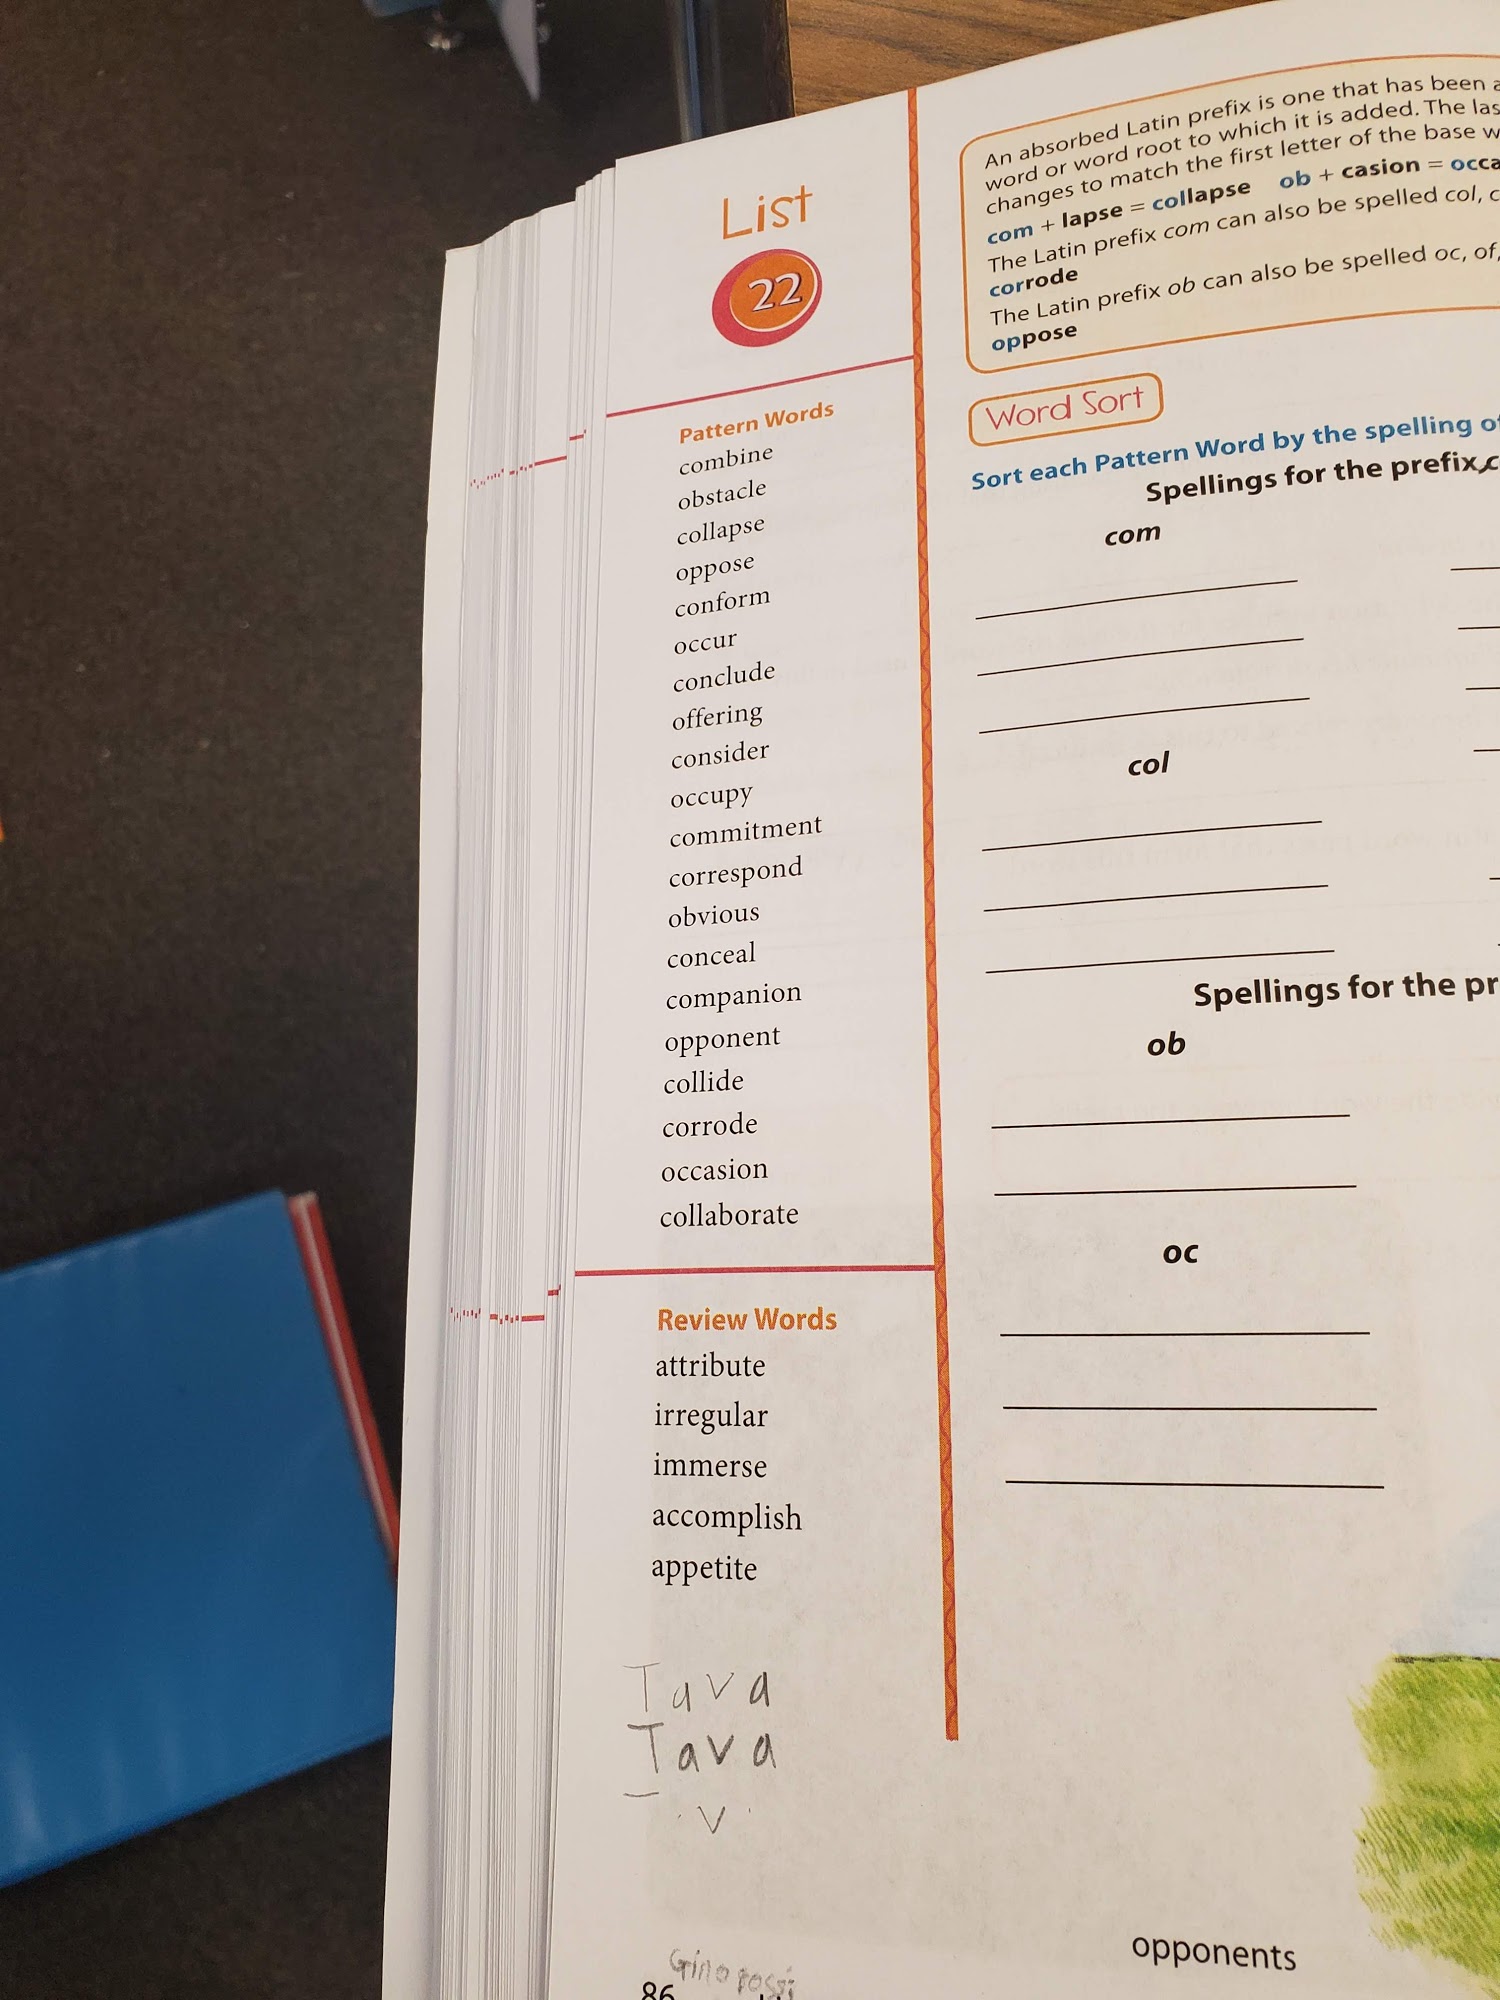 List
22
Pattern Words
combine
obstacle
collapse
oppose
conform
occur
conclude
offering
consider
occupy
commitment
correspond
obvious
conceal
companion
opponent
collide
corrode
occasion
collaborate
Review Words
attribute
irregular
immerse
accomplish
appetite
Tava
Tava
V
86
An absorbed Latin prefix is one that has been
word or word root to which it is added. The
changes to match the first letter of the base
com + lapse = collapse ob + casion =
The Latin prefix com can also be spelled col,
corrode
The Latin prefix ob can also be spelled oc, of,
oppose
Word Sort
Sort each Pattern Word by the spelling of
Spellings for the prefix
com
col
Spellings for the
ob
oc
opponents